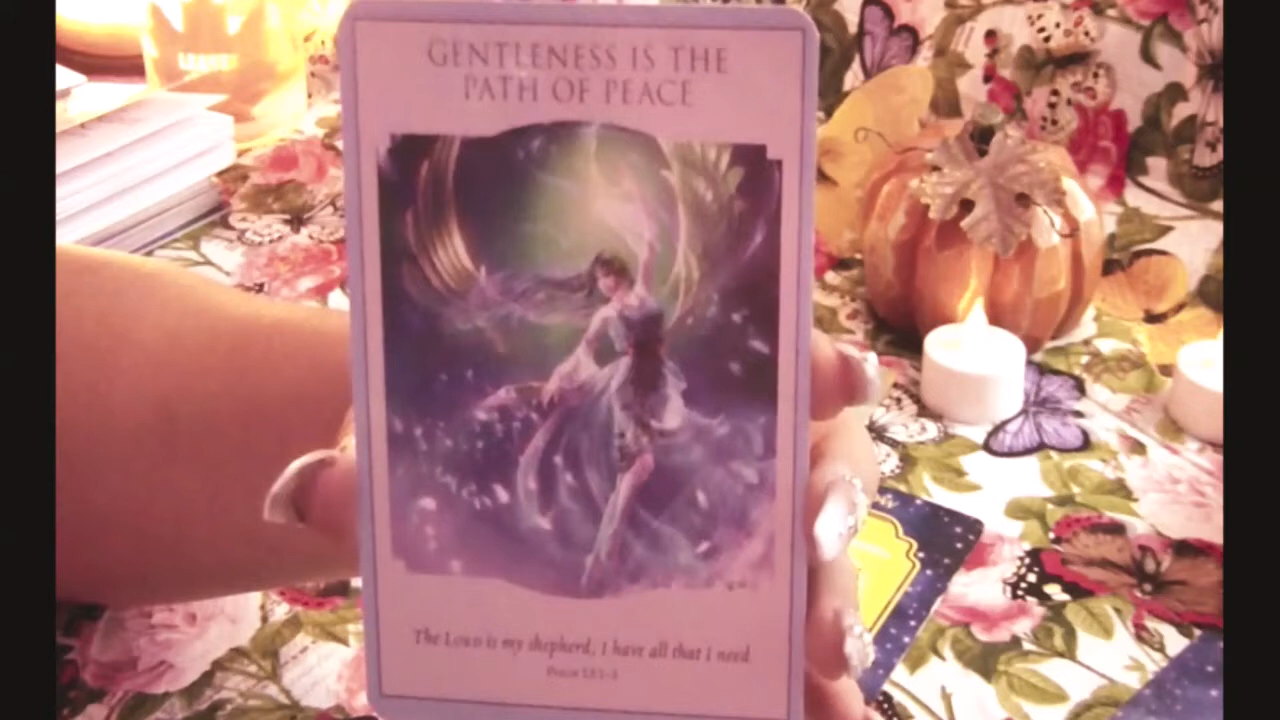 GENTLENESS IS THE
PATH OF PEACE
The LORD is my shepherd, I have all that I need